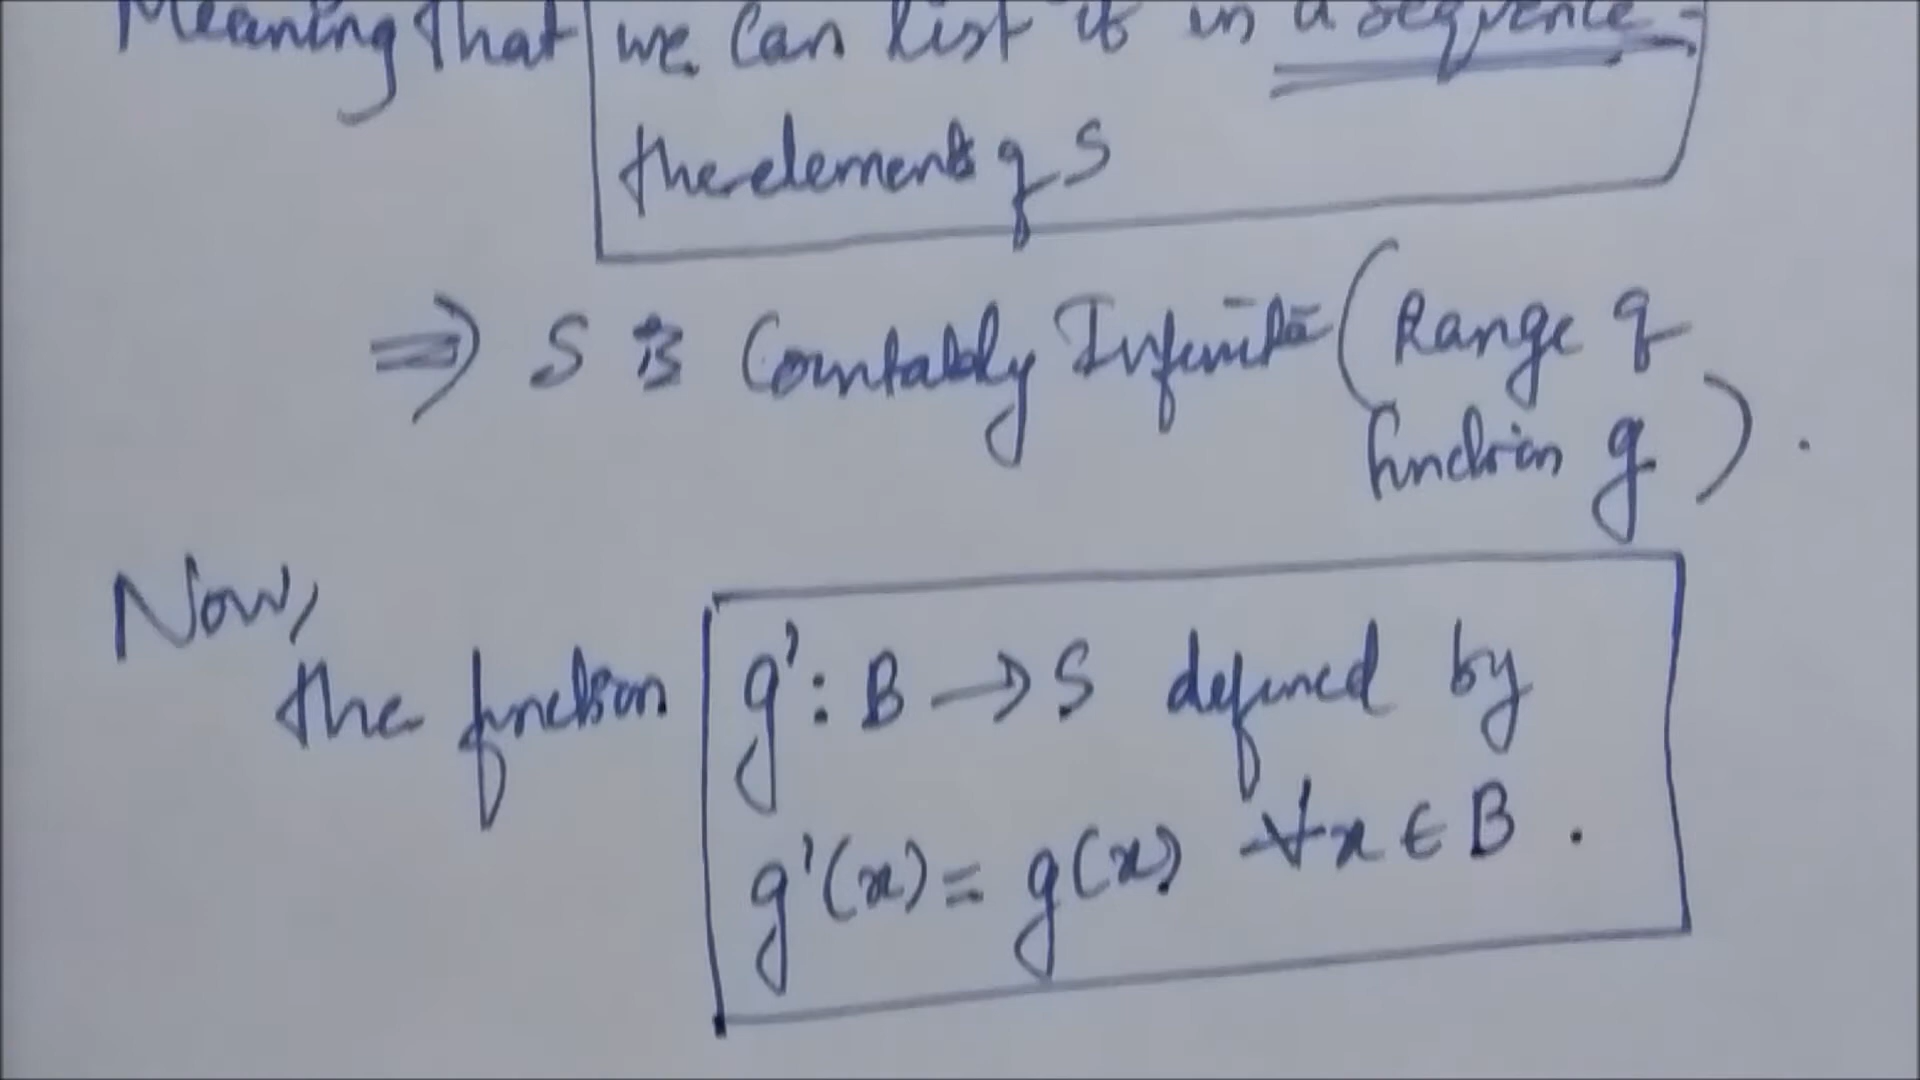 Meaning that we can list it in a sequence
the elements of S
⇒ S is Countably Infinite (Range of
function g).
Now,
the function g': B → S defined by
g'(x) = g(x) ∀x ∈ B.